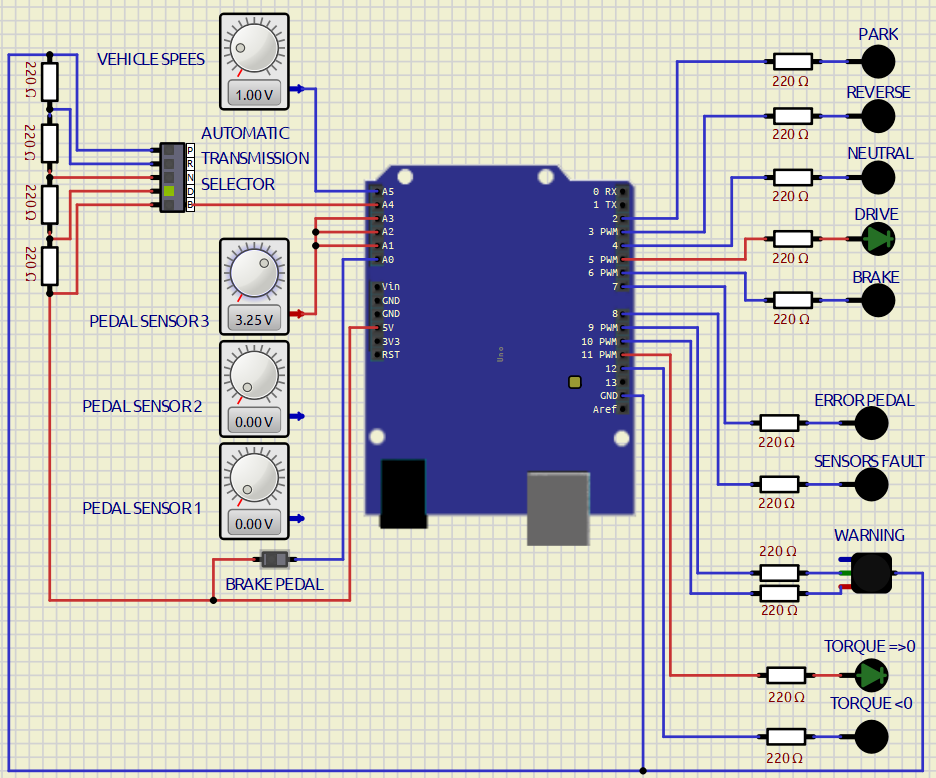 PARK
VEHICLE SPEES
220 Ω
220 Ω
1.00 V
REVERSE
220 Ω
220 Ω
AUTOMATIC
TRANSMISSION
SELECTOR
P
R
N
D
B
NEUTRAL
220 Ω
220 Ω
DRIVE
220 Ω
220 Ω
BRAKE
220 Ω
A5
A4
A3
A2
A1
A0
Vin
GND
GND
5V
3V3
RST
0 RX
1 TX
2
3 PWM
4
5 PWM
6 PWM
7
8
9 PWM
10 PWM
11 PWM
12
13
GND
Aref
Uno
PEDAL SENSOR 3
3.25 V
PEDAL SENSOR 2
0.00 V
PEDAL SENSOR 1
0.00 V
BRAKE PEDAL
ERROR PEDAL
220 Ω
SENSORS FAULT
220 Ω
WARNING
220 Ω
220 Ω
TORQUE =>0
220 Ω
TORQUE <0
220 Ω